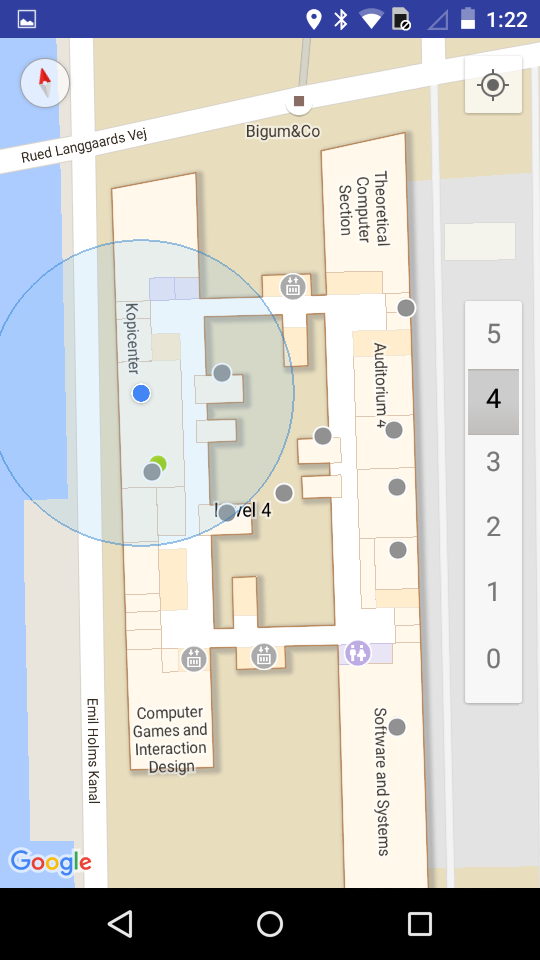 1:22
Rued Langgaards Vej
Bigum&Co
Theoretical
Computer
Section
Kopicenter
Auditorium 4
5
4
3
2
1
0
Level 4
Computer
Games and
Interaction
Design
Emil Holms Kanal
Software and Systems
Google